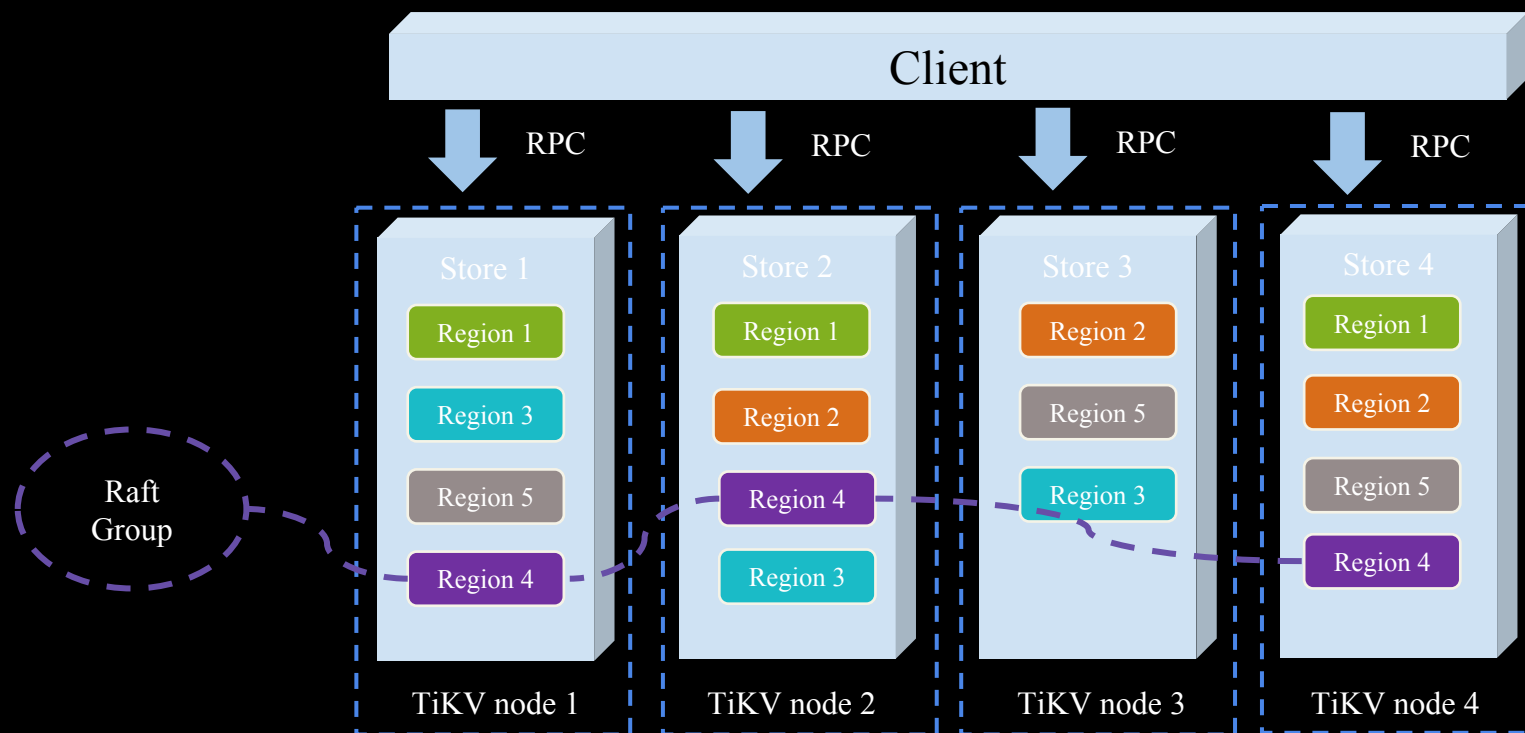 Client
RPC
RPC
RPC
RPC
Store 1
Region 1
Region 3
Region 5
Region 4
Store 2
Region 1
Region 2
Region 4
Region 3
Store 3
Region 2
Region 5
Region 3
Store 4
Region 1
Region 2
Region 5
Region 4
Raft
Group
TiKV node 1
TiKV node 2
TiKV node 3
TiKV node 4